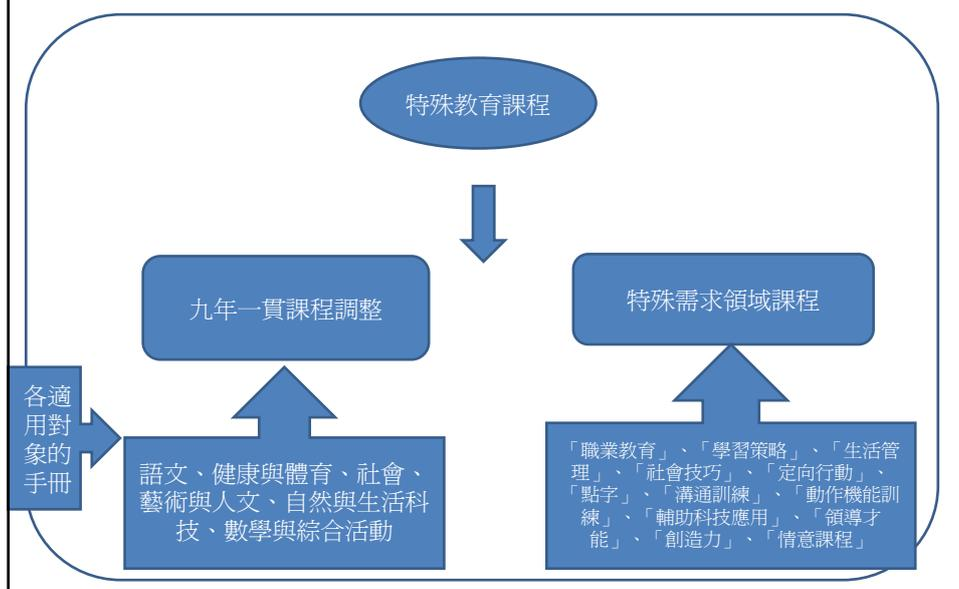 特殊教育課程
九年一貫課程調整
特殊需求領域課程
各適
用對
象的
手冊
語文、健康與體育、社會、
藝術與人文、自然與生活科
技、數學與綜合活動
「職業教育」、「學習策略」、「生活管
理」、「社會技巧」、「定向行動」、
「點字」、「溝通訓練」、「動作機能訓
練」、「輔助科技應用」、「領導才
能」、「創造力」、「情意課程」